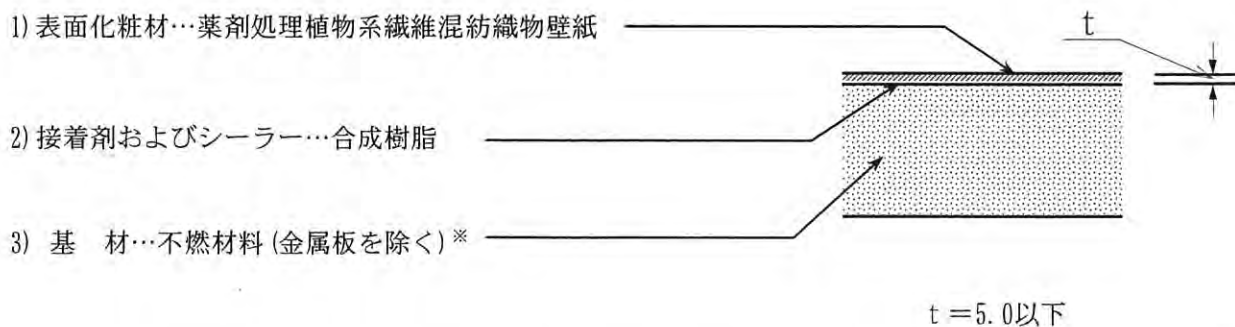 1) 表面化粧材…薬剤処理植物系繊維混紡織物壁紙
t
2) 接着剤およびシーラー…合成樹脂
3) 基　材…不燃材料 (金属板を除く)※
t＝5.0以下